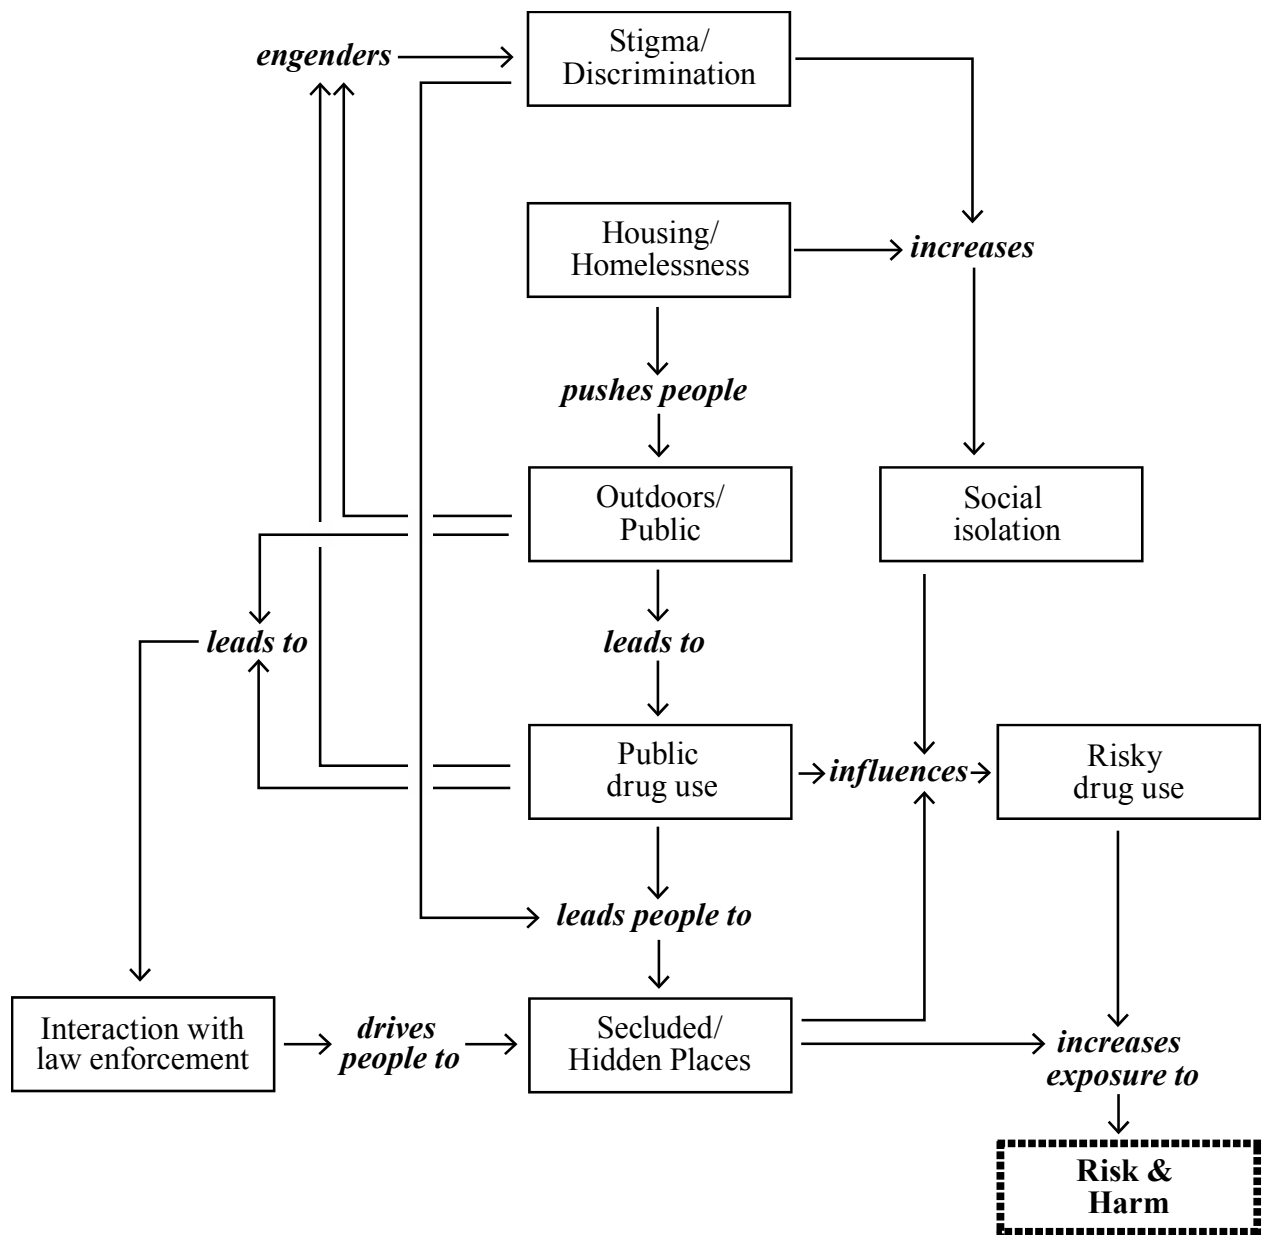 engenders
Stigma/
Discrimination
Housing/
Homelessness
increases
pushes people
Outdoors/
Public
Social
isolation
leads to
leads to
Public
drug use
influences
Risky
drug use
leads people to
Interaction with
law enforcement
drives
people to
Secluded/
Hidden Places
increases
exposure to
Risk &
Harm